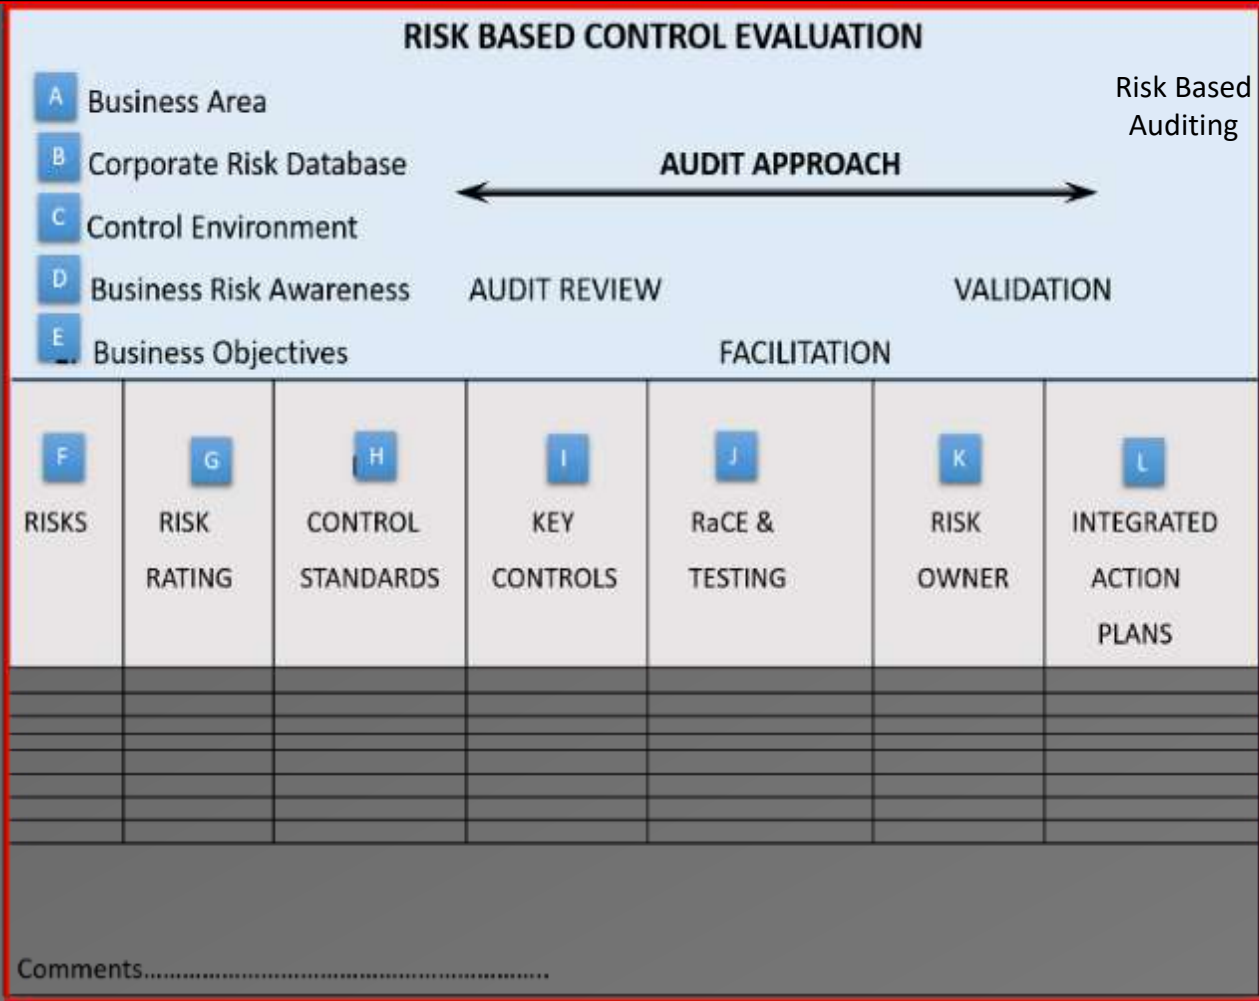 RISK BASED CONTROL EVALUATION
Risk Based
Auditing
A Business Area
B Corporate Risk Database
AUDIT APPROACH
C Control Environment
D Business Risk Awareness
AUDIT REVIEW
VALIDATION
E Business Objectives
FACILITATION
F
RISKS
G
RISK
RATING
H
CONTROL
STANDARDS
I
KEY
CONTROLS
J
RaCE &
TESTING
K
RISK
OWNER
L
INTEGRATED
ACTION
PLANS
Comments……………………………………………..